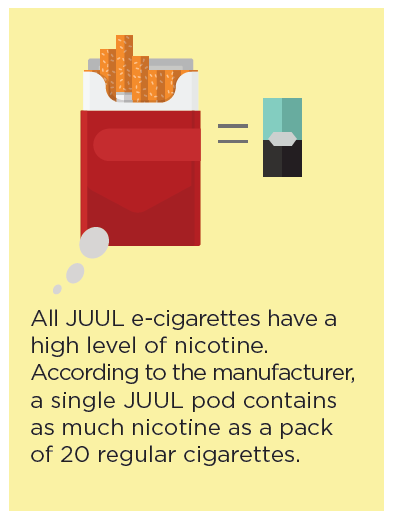 All JUUL e-cigarettes have a
high level of nicotine.
According to the manufacturer,
a single JUUL pod contains
as much nicotine as a pack
of 20 regular cigarettes.